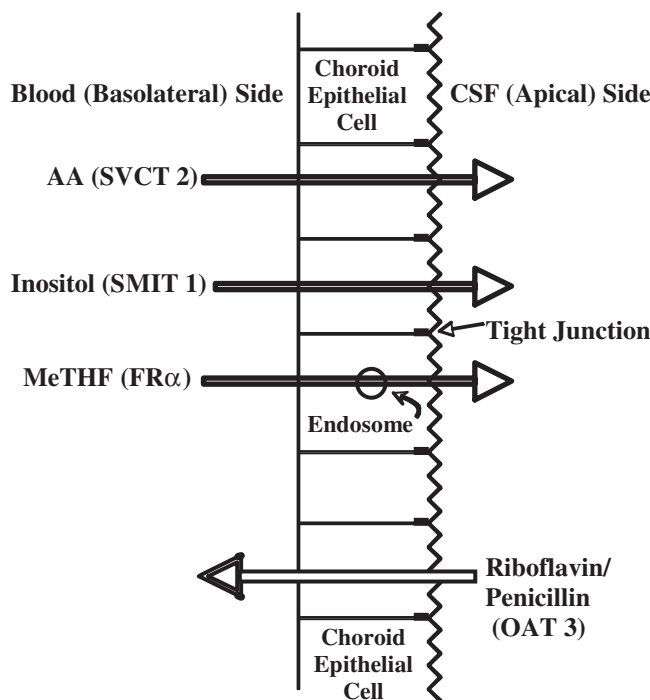 Choroid
Epithelial
Cell
Blood (Basolateral) Side
CSF (Apical) Side
AA (SVCT 2)
Inositol (SMIT 1)
Tight Junction
MeTHF (FRα)
Endosome
Riboflavin/
Penicillin
(OAT 3)
Choroid
Epithelial
Cell